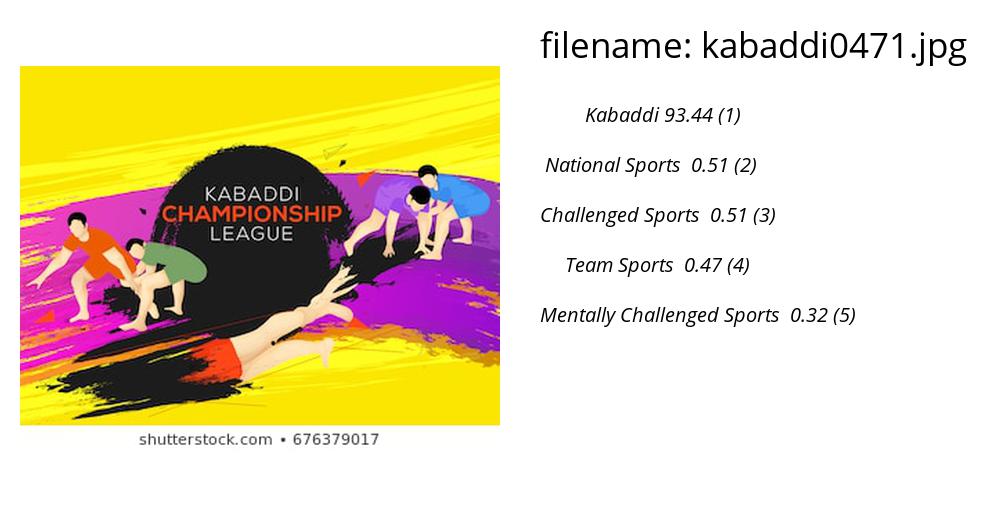 filename: kabaddi0471.jpg
Kabaddi 93.44 (1)
National Sports 0.51 (2)
Challenged Sports 0.51 (3)
Team Sports 0.47 (4)
Mentally Challenged Sports 0.32 (5)
KABADDI
CHAMPIONSHIP
LEAGUE
shutterstock.com • 676379017